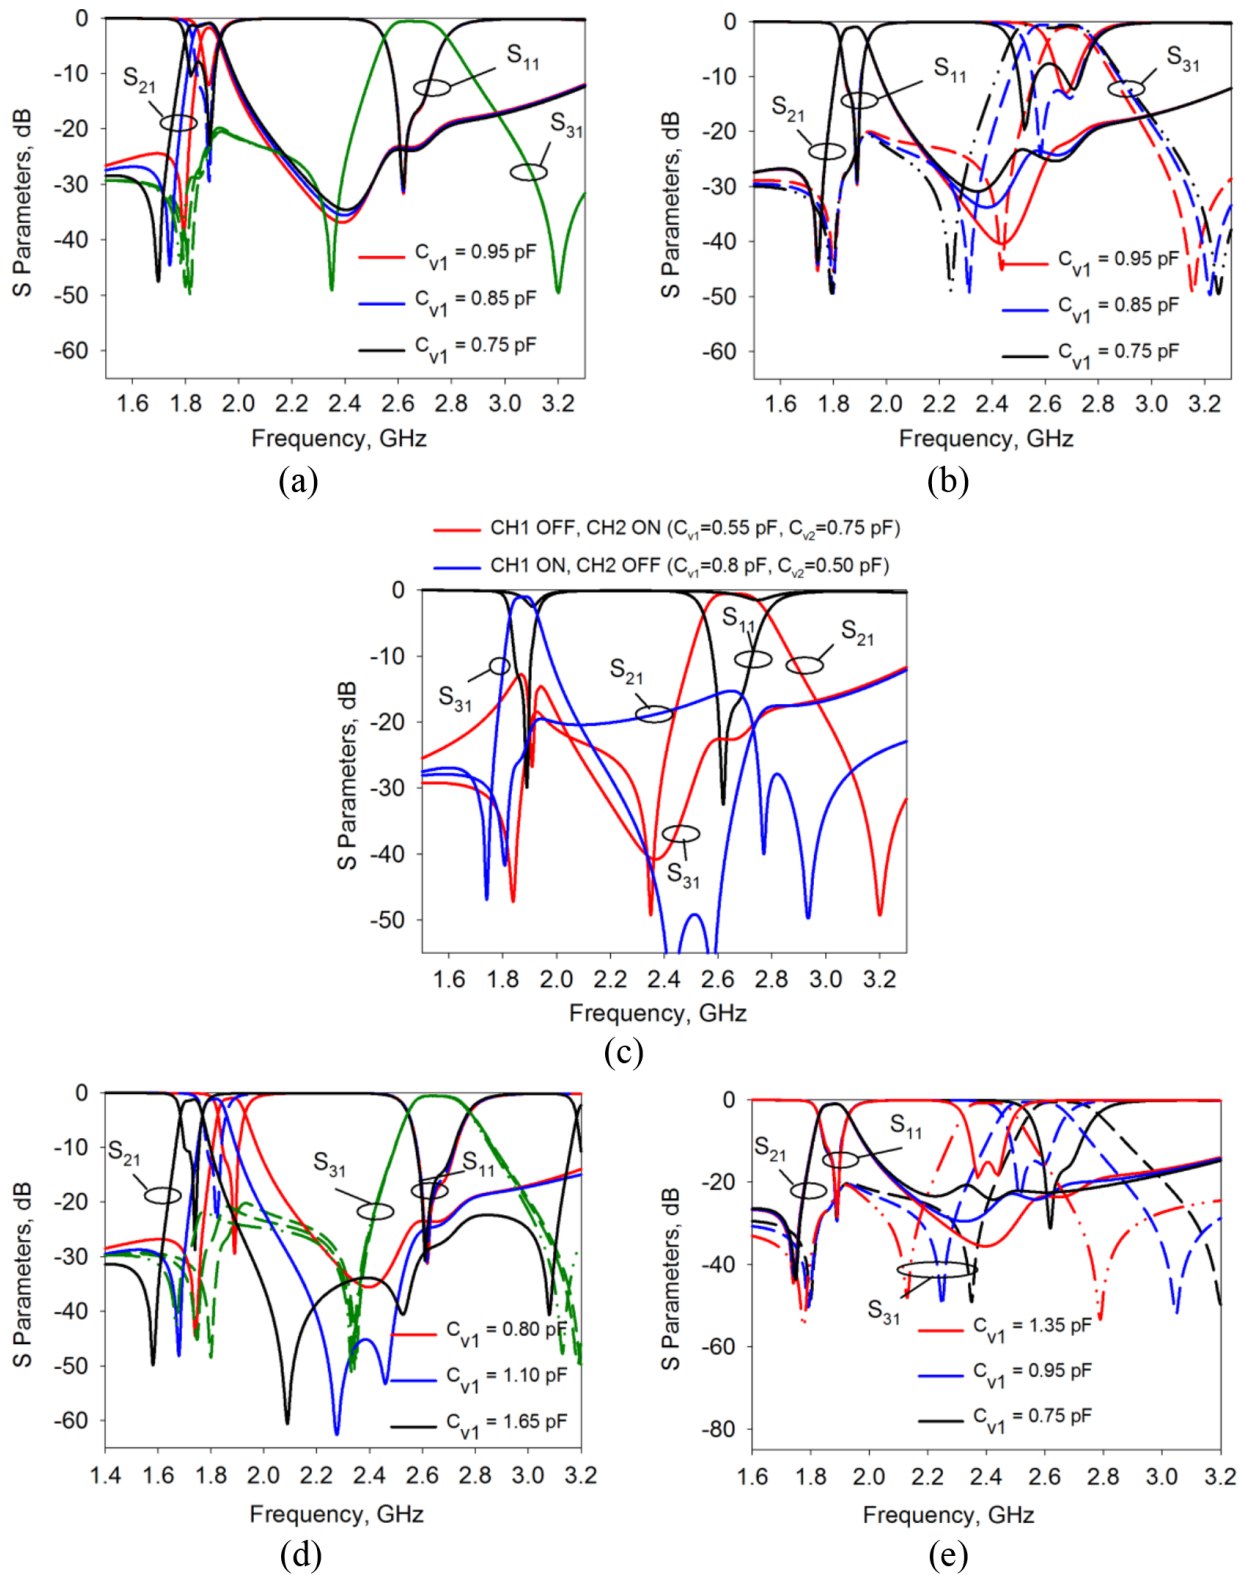 0
-10
-20
-30
-40
-50
-60
S Parameters, dB
S21
S11
S31
Cv1 = 0.95 pF
Cv1 = 0.85 pF
Cv1 = 0.75 pF
1.6 1.8 2.0 2.2 2.4 2.6 2.8 3.0 3.2
Frequency, GHz
(a)
0
-10
-20
-30
-40
-50
-60
S Parameters, dB
S11
S31
S21
Cv1 = 0.95 pF
Cv1 = 0.85 pF
Cv1 = 0.75 pF
1.6 1.8 2.0 2.2 2.4 2.6 2.8 3.0 3.2
Frequency, GHz
(b)
CH1 OFF, CH2 ON (Cv1=0.55 pF, Cv2=0.75 pF)
CH1 ON, CH2 OFF (Cv1=0.8 pF, Cv2=0.50 pF)
0
-10
-20
-30
-40
-50
S Parameters, dB
S11
S21
S31
S21
S31
1.6 1.8 2.0 2.2 2.4 2.6 2.8 3.0 3.2
Frequency, GHz
(c)
0
-10
-20
-30
-40
-50
-60
S Parameters, dB
S21
S31
S11
Cv1 = 0.80 pF
Cv1 = 1.10 pF
Cv1 = 1.65 pF
1.4 1.6 1.8 2.0 2.2 2.4 2.6 2.8 3.0 3.2
Frequency, GHz
(d)
0
-20
-40
-60
-80
S Parameters, dB
S11
S21
S31
Cv1 = 1.35 pF
Cv1 = 0.95 pF
Cv1 = 0.75 pF
1.6 1.8 2.0 2.2 2.4 2.6 2.8 3.0 3.2
Frequency, GHz
(e)